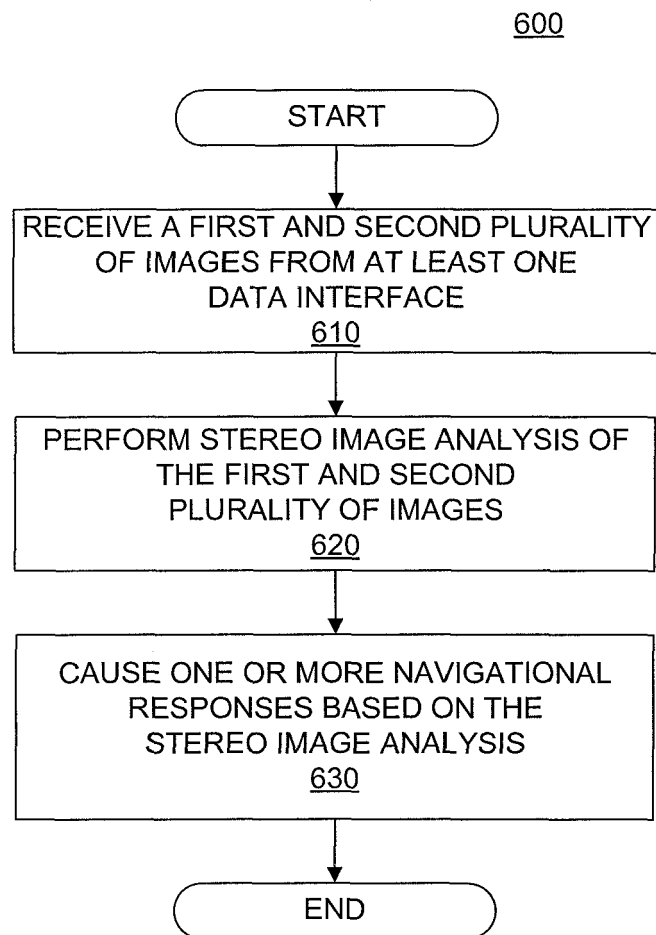 600
START
RECEIVE A FIRST AND SECOND PLURALITY
OF IMAGES FROM AT LEAST ONE
DATA INTERFACE
610
PERFORM STEREO IMAGE ANALYSIS OF
THE FIRST AND SECOND
PLURALITY OF IMAGES
620
CAUSE ONE OR MORE NAVIGATIONAL
RESPONSES BASED ON THE
STEREO IMAGE ANALYSIS
630
END